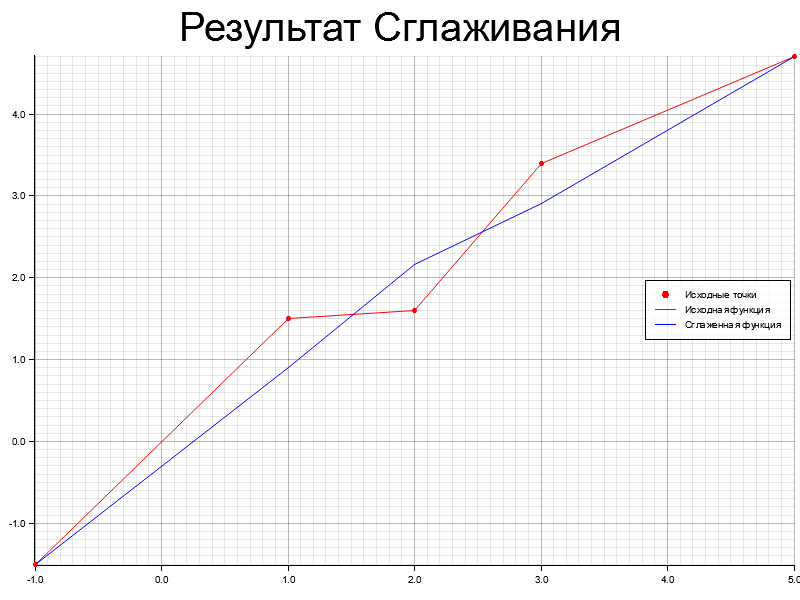 Результат Сглаживания
4.0
3.0
2.0
1.0
0.0
-1.0
-1.0 0.0 1.0 2.0 3.0 4.0 5.0
Исходные точки
Исходная функция
Сглаженная функция